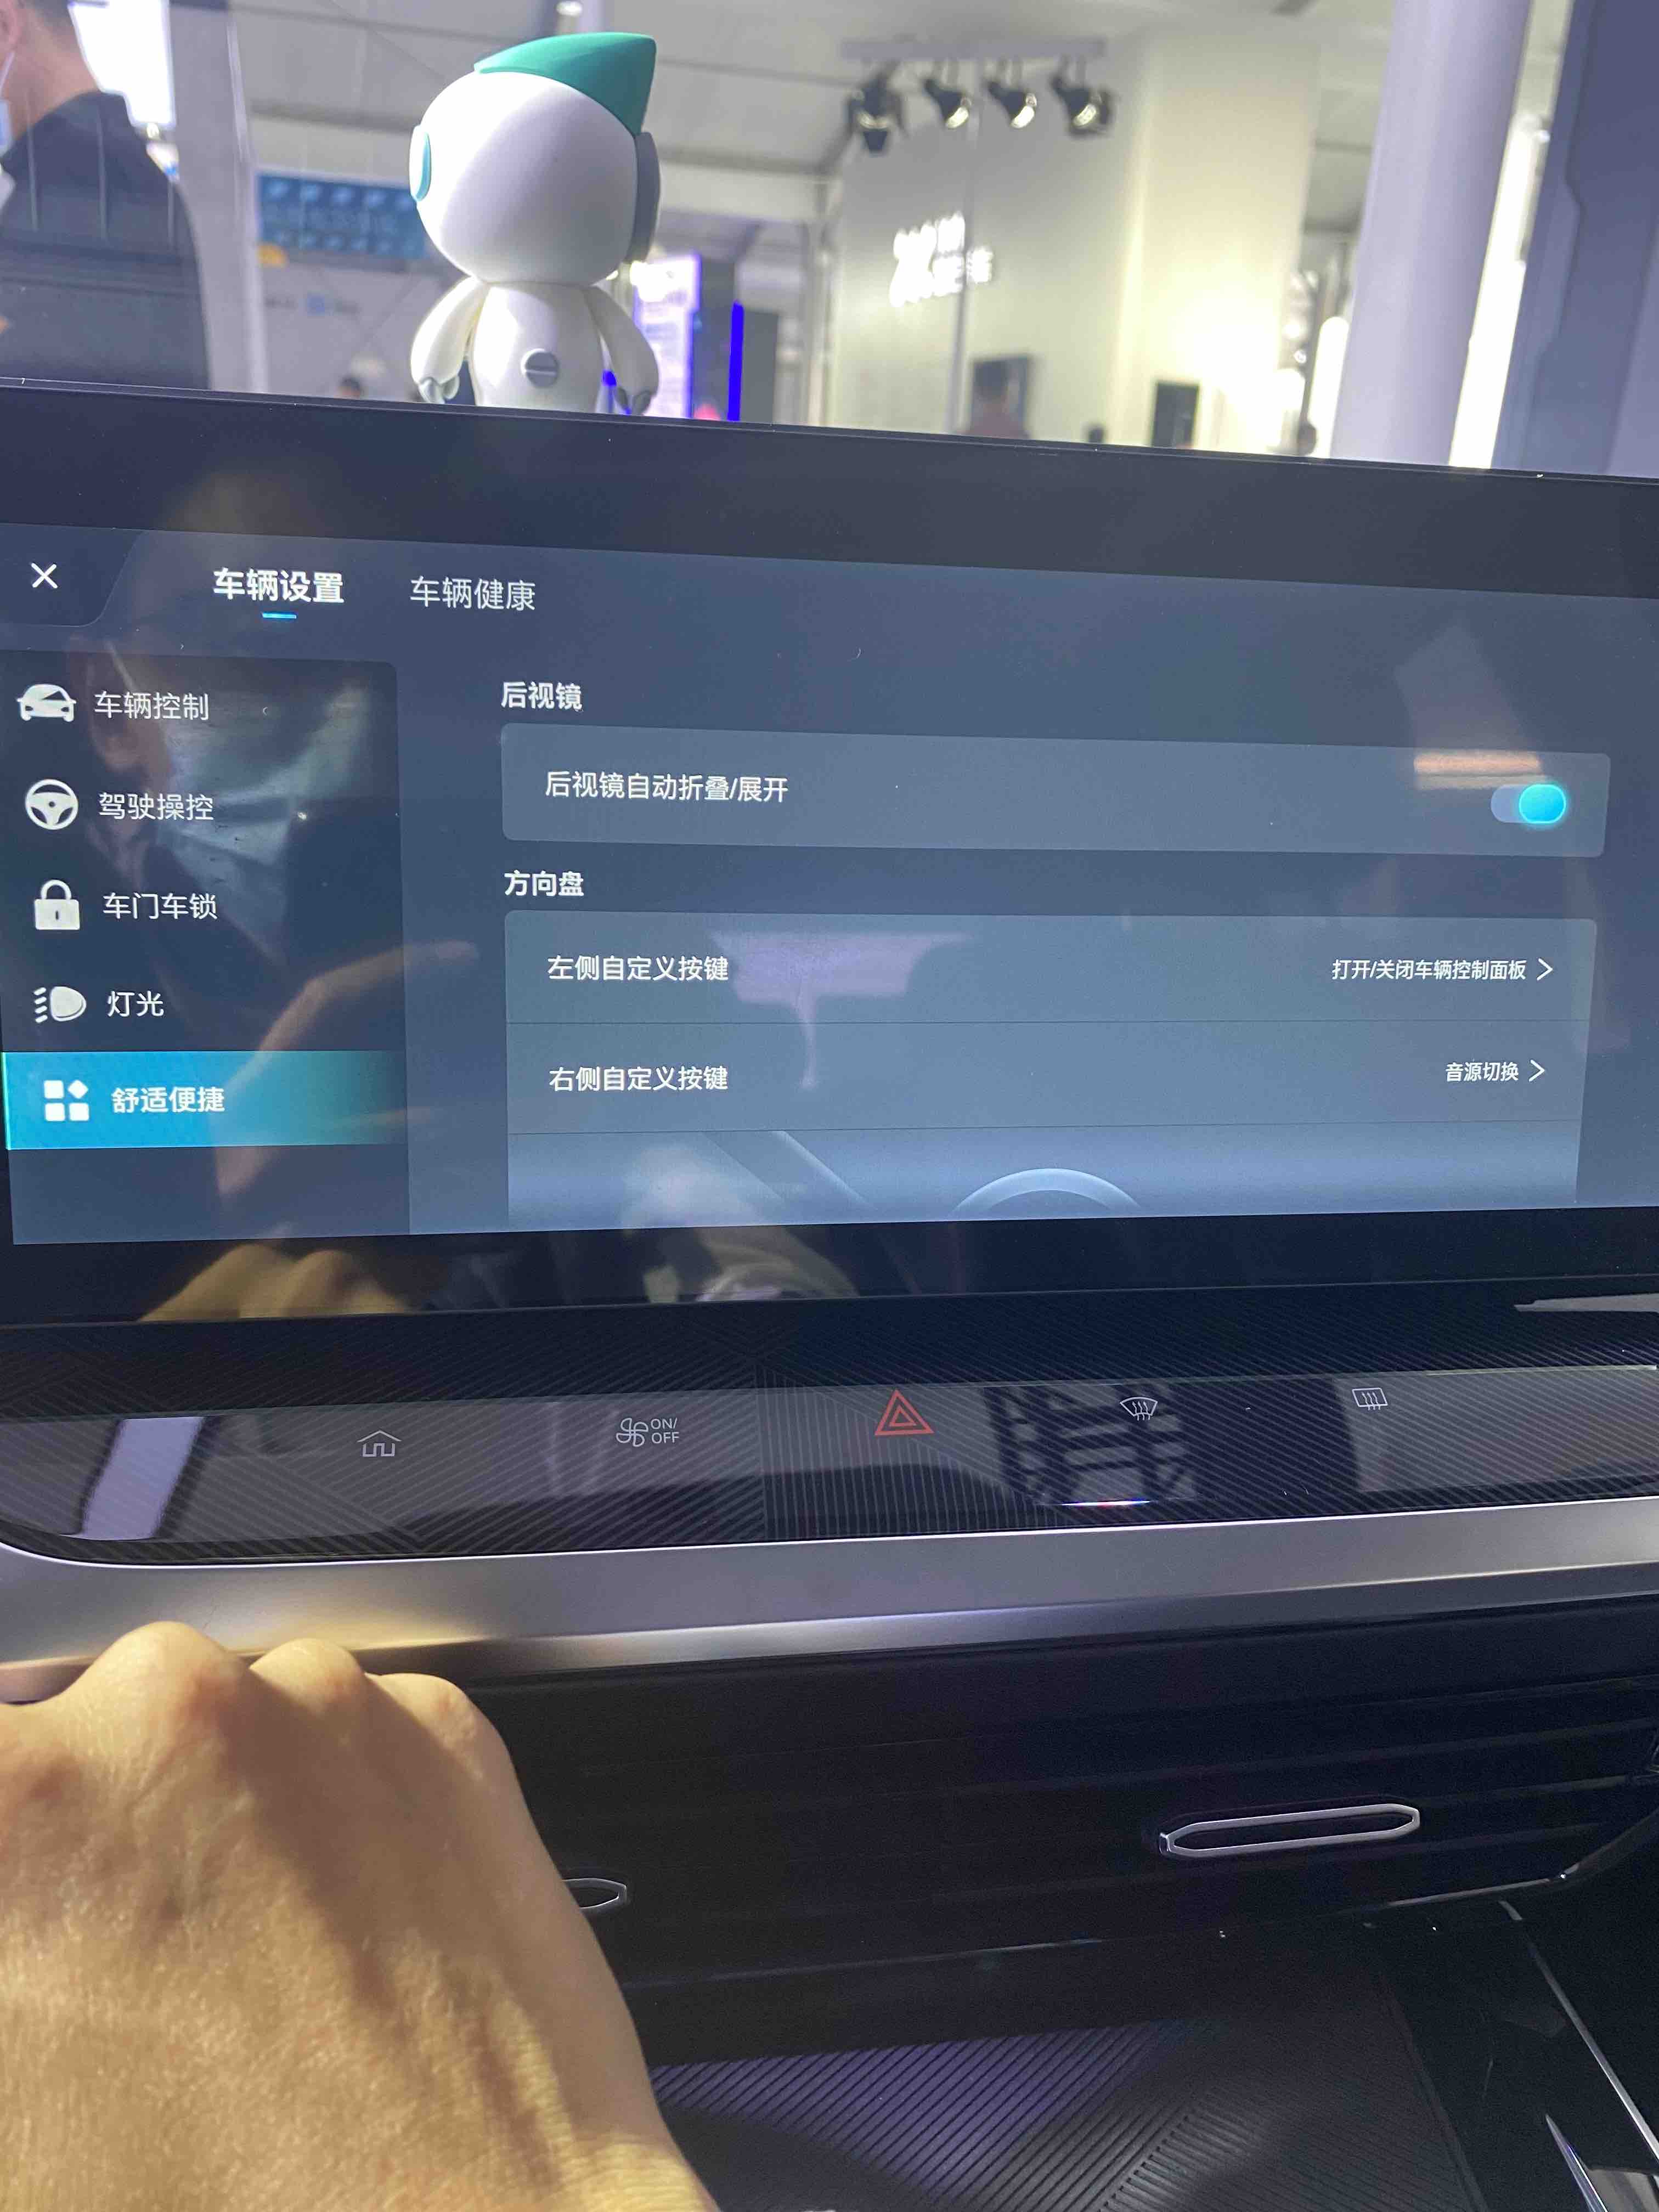 车辆设置 车辆健康
车辆控制
驾驶操控
车门车锁
灯光
舒适便捷
后视镜
后视镜自动折叠/展开
方向盘
左侧自定义按键 打开/关闭车辆控制面板
右侧自定义按键 音源切换
ON/
OFF